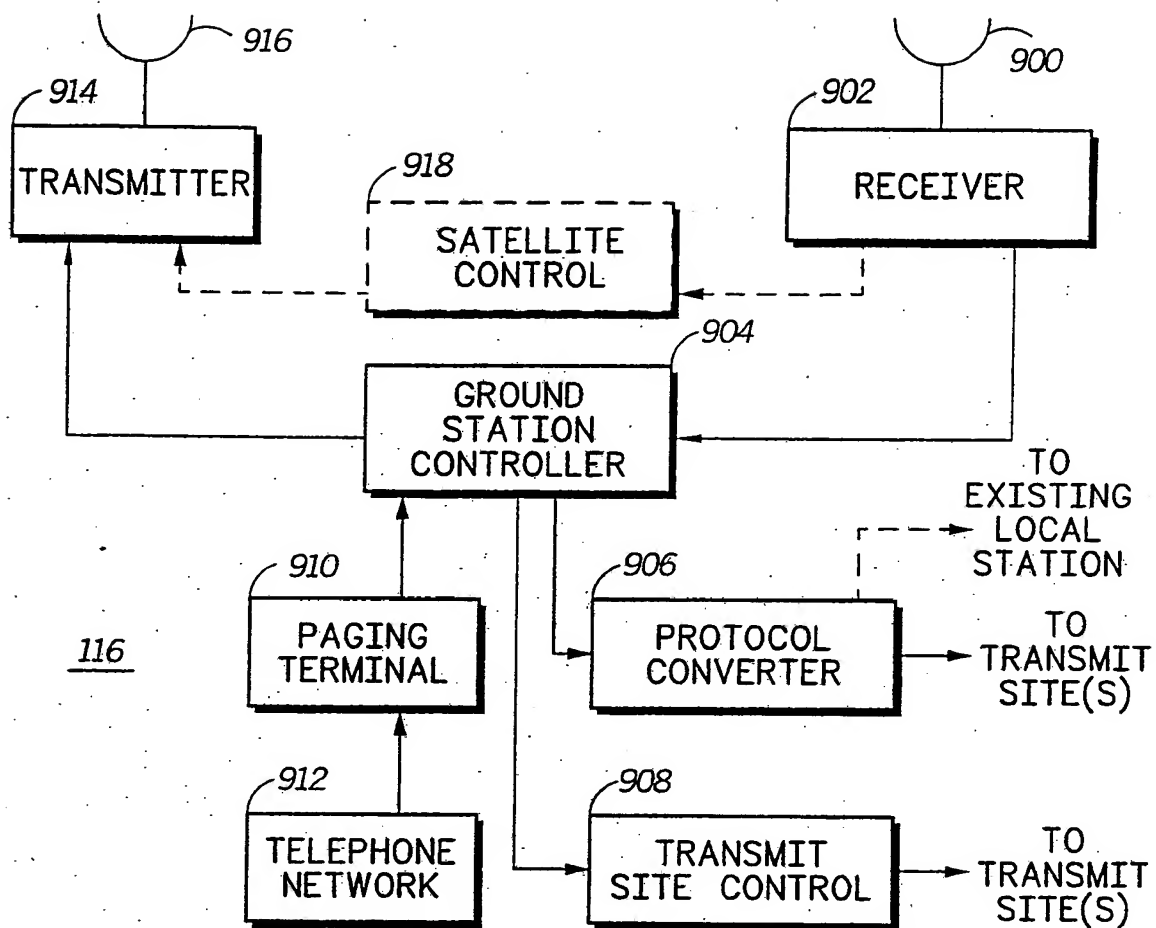 916
900
914
902
TRANSMITTER
RECEIVER
918
SATELLITE
CONTROL
904
GROUND
STATION
CONTROLLER
TO
EXISTING
LOCAL
STATION
910
906
116
PAGING
TERMINAL
PROTOCOL
CONVERTER
TO
TRANSMIT
SITE(S)
912
908
TELEPHONE
NETWORK
TRANSMIT
SITE CONTROL
TO
TRANSMIT
SITE(S)